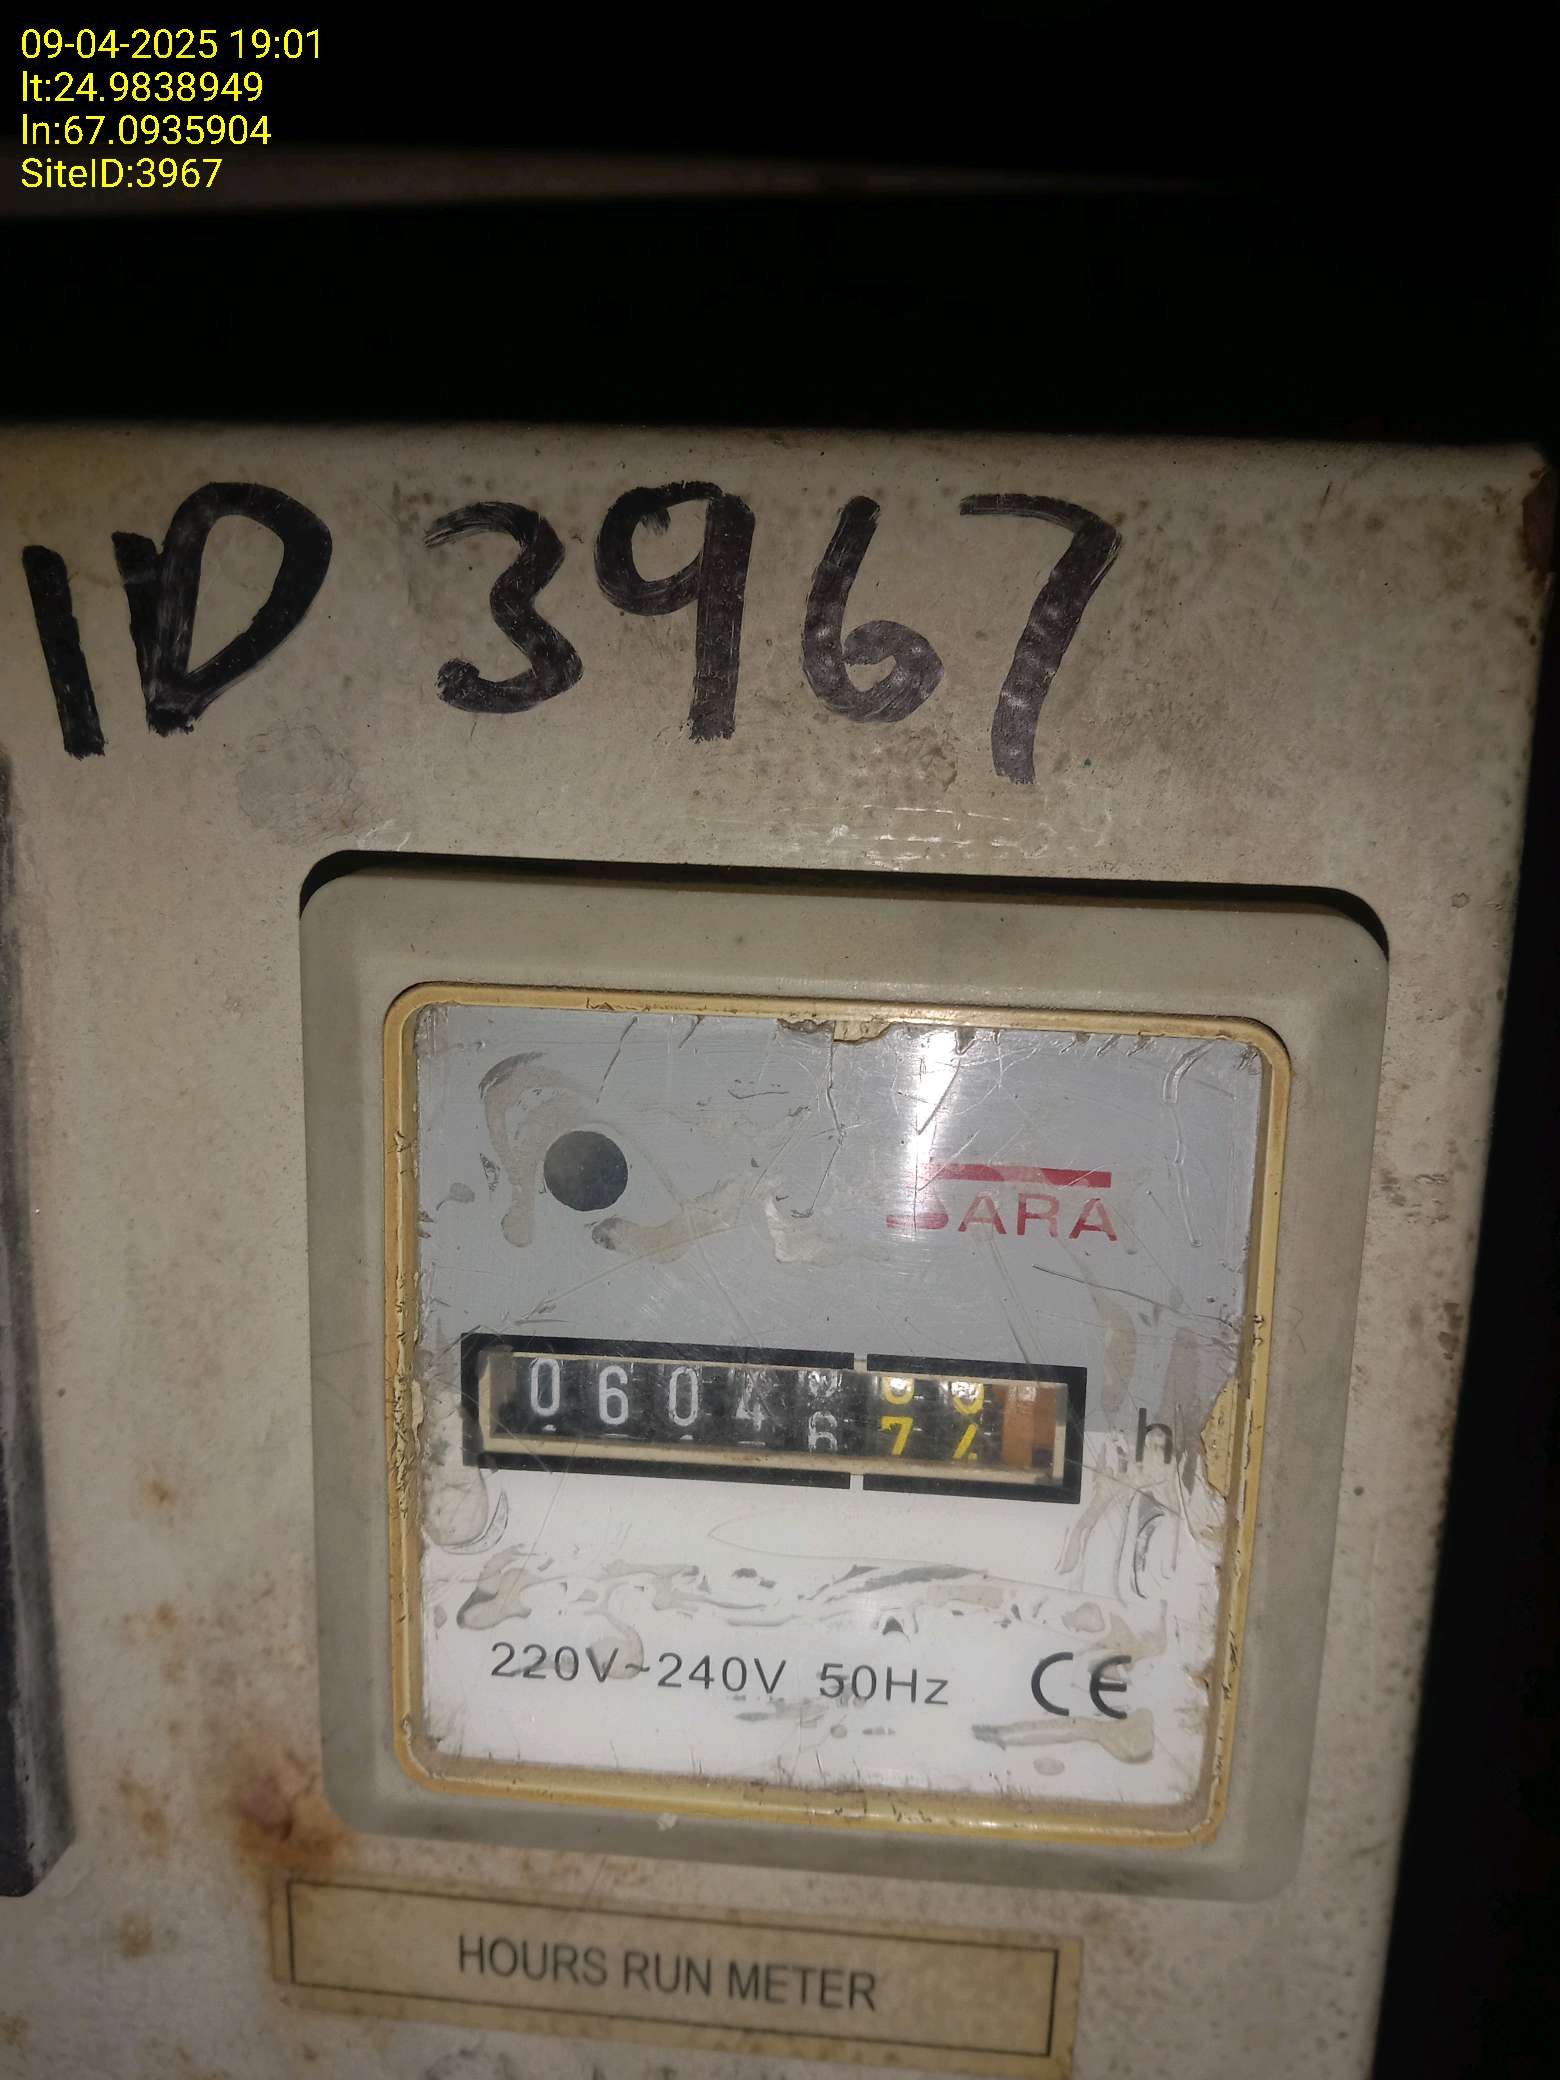 09-04-2025 19:01
lt:24.9838949
ln:67.0935904
SiteID:3967
ID 3967
SARA
0604
h
220V~240V 50Hz CE
HOURS RUN METER